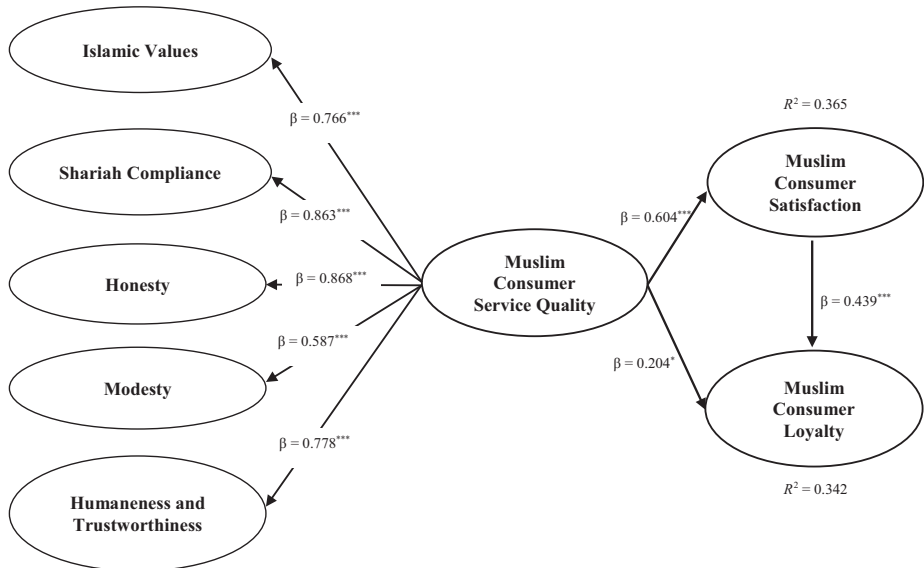 Islamic Values
β = 0.766***
Shariah Compliance
β = 0.863***
Honesty
β = 0.868***
Modesty
β = 0.587***
Humaneness and
Trustworthiness
β = 0.778***
Muslim
Consumer
Service Quality
β = 0.604***
β = 0.204*
R² = 0.365
Muslim
Consumer
Satisfaction
β = 0.439***
Muslim
Consumer
Loyalty
R² = 0.342